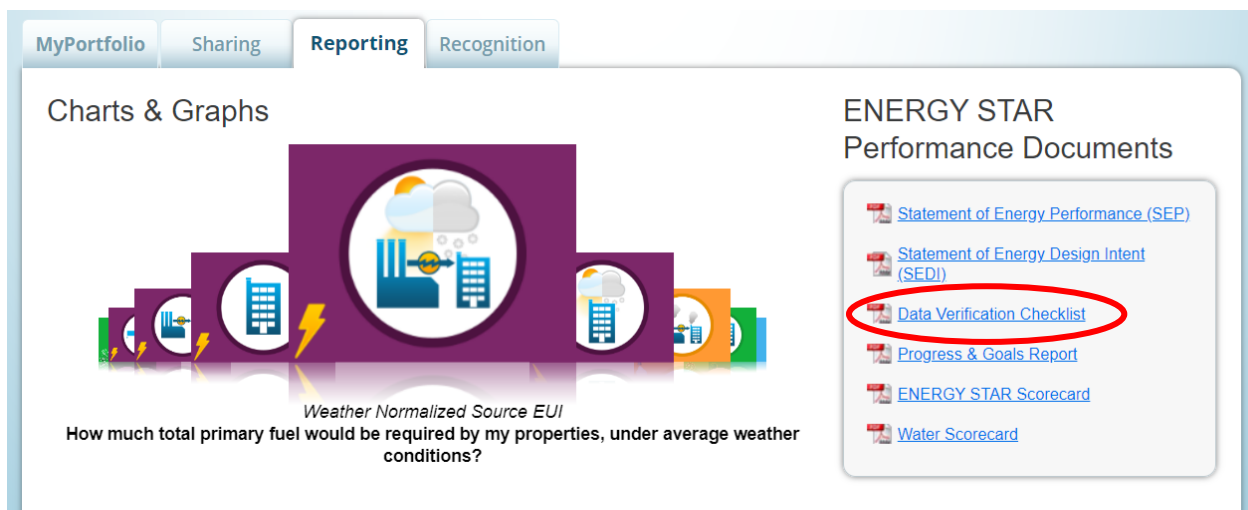 MyPortfolio
Sharing
Reporting
Recognition
Charts & Graphs
Weather Normalized Source EUI
How much total primary fuel would be required by my properties, under average weather
conditions?
ENERGY STAR
Performance Documents
Statement of Energy Performance (SEP)
Statement of Energy Design Intent
(SEDI)
Data Verification Checklist
Progress & Goals Report
ENERGY STAR Scorecard
Water Scorecard